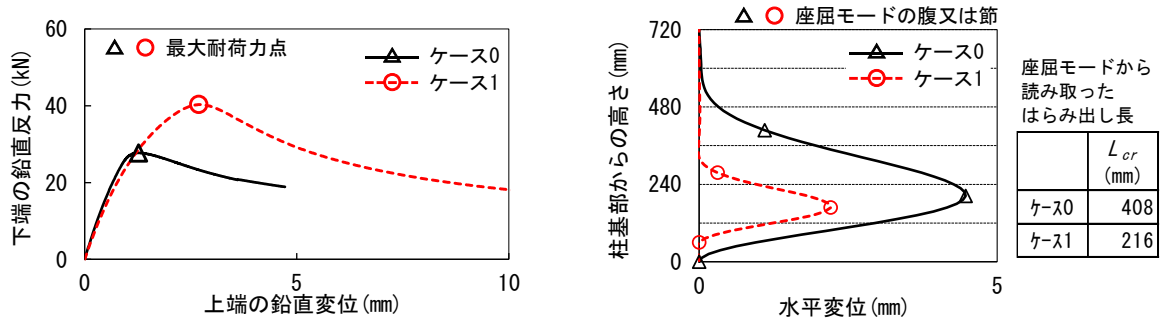 60
40
20
0
0
5
10
下端の鉛直反力(kN)
上端の鉛直変位(mm)
△ ○ 最大耐荷力点
ケース0
ケース1
△ ○ 座屈モードの腹又は節
720
480
240
0
0
5
柱基部からの高さ(mm)
水平変位(mm)
ケース0
ケース1
座屈モードから
読み取った
はらみ出し長
L cr
(mm)
ケース0 408
ケース1 216